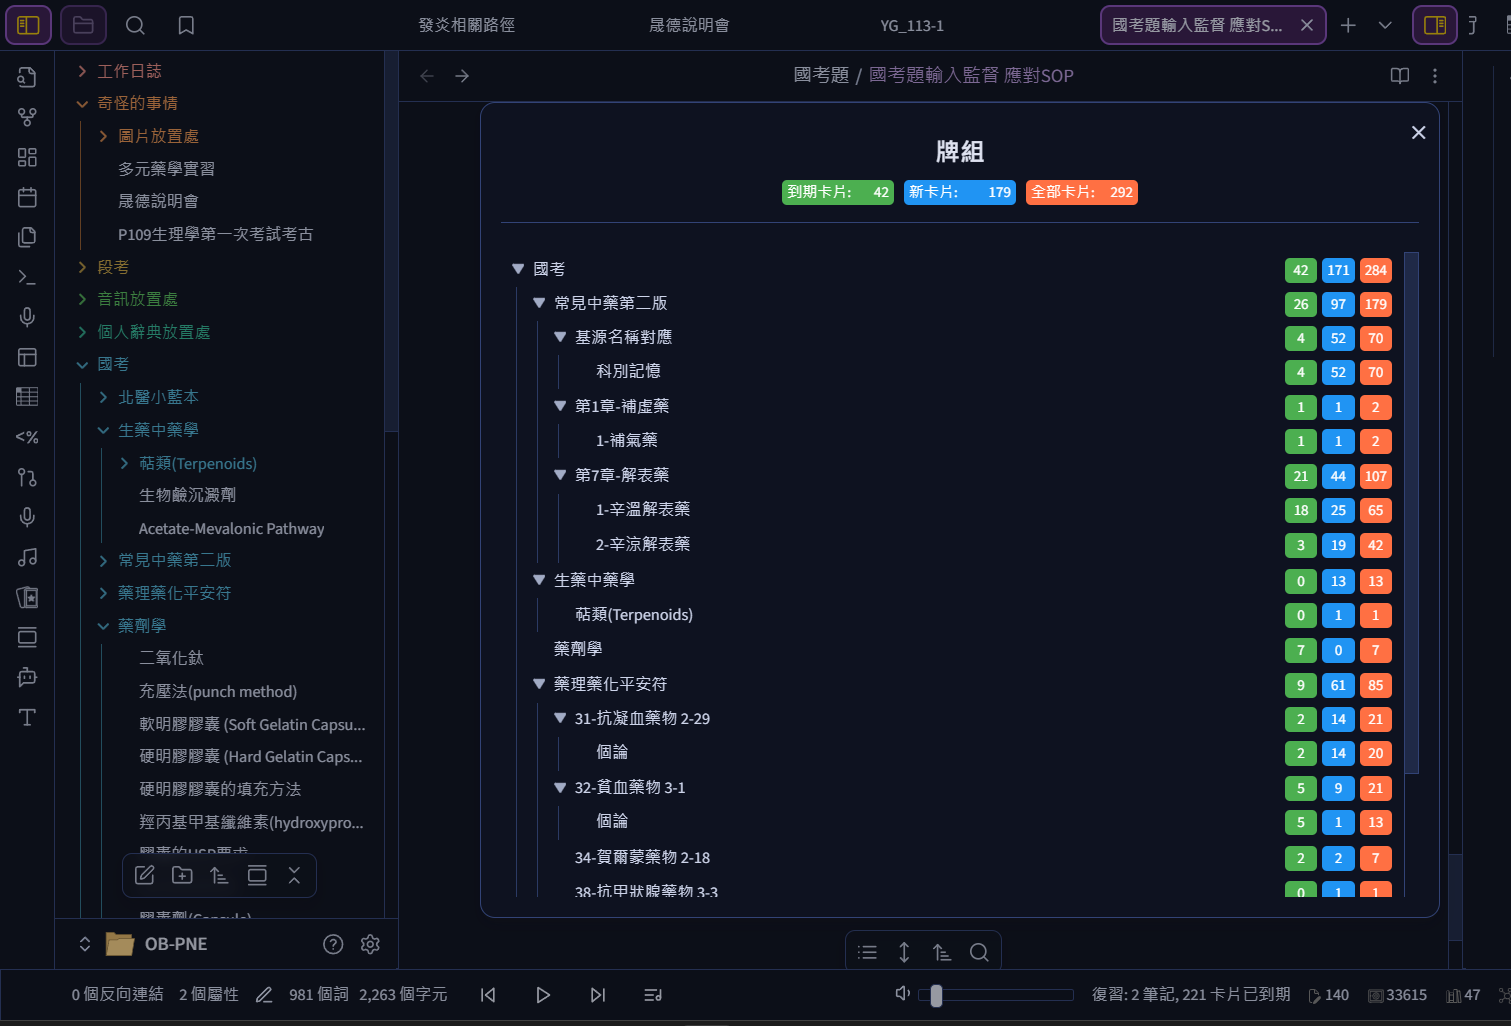 發炎相關路徑
晟德說明會
YG_113-1
國考題輸入監督 應對S...
工作日誌
奇怪的事情
圖片放置處
多元藥學實習
晟德說明會
P109生理學第一次考試考古
段考
音訊放置處
個人辭典放置處
國考
北醫小藍本
生藥中藥學
萜類(Terpenoids)
生物鹼沉澱劑
Acetate-Mevalonic Pathway
常見中藥第二版
藥理藥化平安符
藥劑學
二氧化鈦
充壓法(punch method)
軟明膠膠囊 (Soft Gelatin Capsu...
硬明膠膠囊 (Hard Gelatin Caps...
硬明膠膠囊的填充方法
羥丙基甲基纖維素(hydroxypro...
膠囊的USP要求
膠囊劑(Capsule)
OB-PNE
國考題 / 國考題輸入監督 應對SOP
牌組
到期卡片: 42 新卡片: 179 全部卡片: 292
國考 42 171 284
常見中藥第二版 26 97 179
基源名稱對應 4 52 70
科別記憶 4 52 70
第1章-補虛藥 1 1 2
1-補氣藥 1 1 2
第7章-解表藥 21 44 107
1-辛溫解表藥 18 25 65
2-辛涼解表藥 3 19 42
生藥中藥學 0 13 13
萜類(Terpenoids) 0 1 1
藥劑學 7 0 7
藥理藥化平安符 9 61 85
31-抗凝血藥物 2-29 2 14 21
個論 2 14 20
32-貧血藥物 3-1 5 9 21
個論 5 1 13
34-賀爾蒙藥物 2-18 2 2 7
38-抗甲狀腺藥物 3-3 0 1 1
0 個反向連結 2 個屬性 981 個詞 2,263 個字元
復習: 2 筆記, 221 卡片已到期 140 33615 47